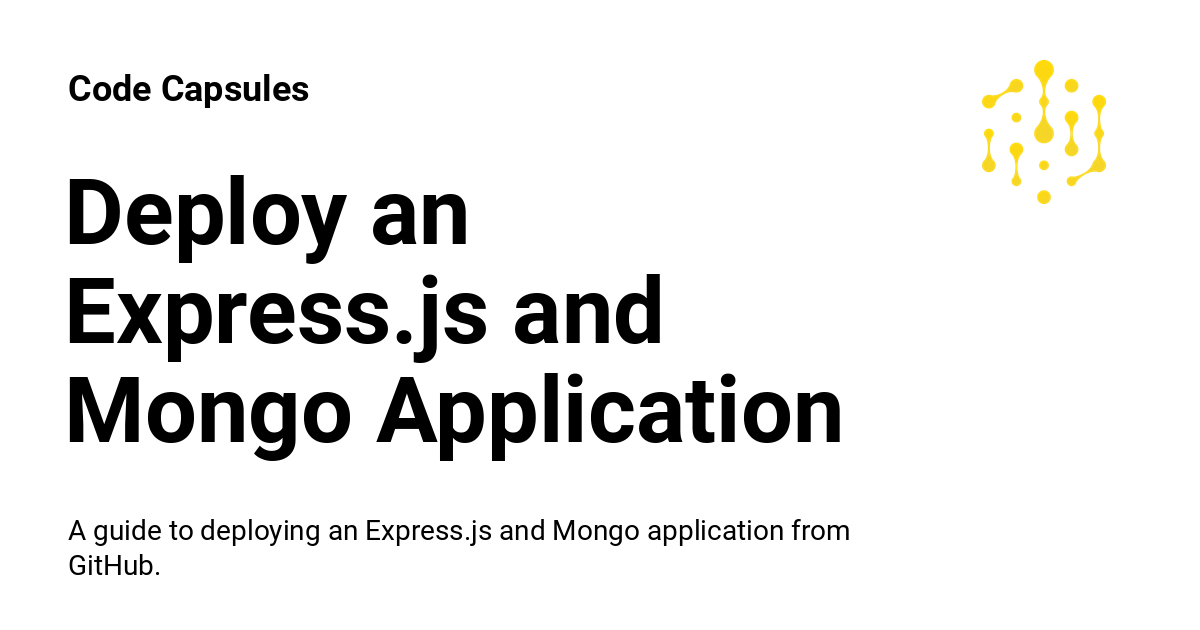 Code Capsules
Deploy an
Express.js and
Mongo Application
A guide to deploying an Express.js and Mongo application from
GitHub.